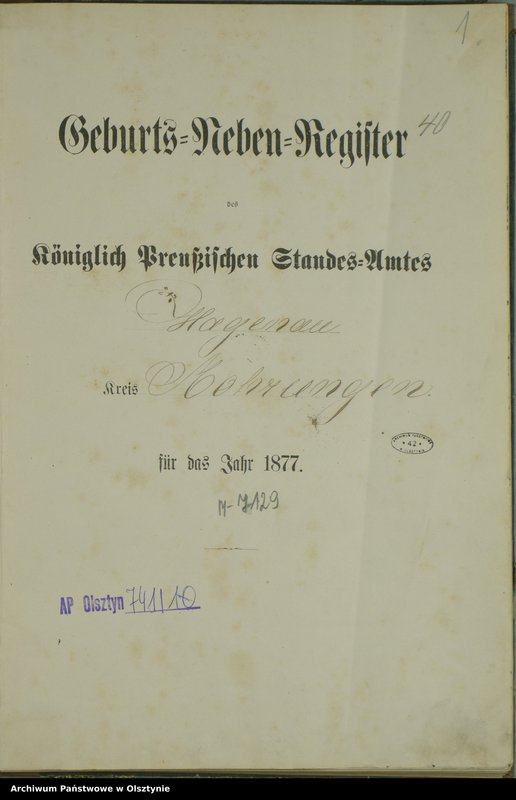 1
Geburts-Neben-Register 40
des
Königlich Preußischen Standes-Amtes
Hagenau
Kreis Mohrungen.
für das Jahr 1877.
AP Olsztyn 741/10
42
Archiwum Państwowe w Olsztynie